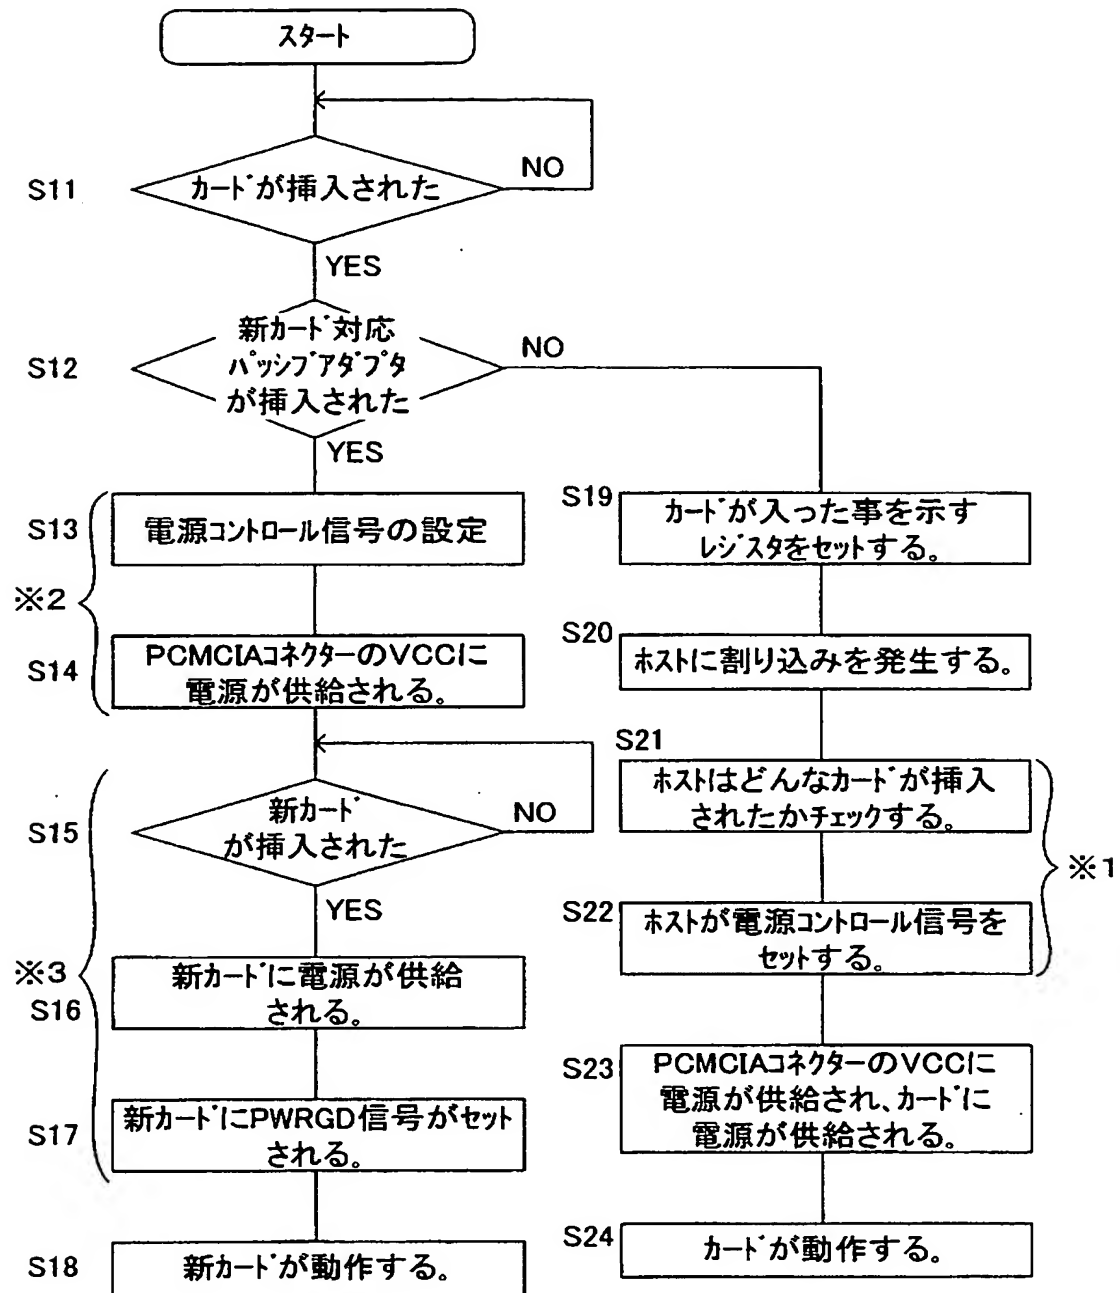 スタート
S11
カードが挿入された
NO
YES
S12
新カード対応
パッシブアダプタ
が挿入された
NO
YES
S13
電源コントロール信号の設定
※2
S14
PCMCIAコネクターのVCCに
電源が供給される。
S15
新カード
が挿入された
NO
YES
※3
S16
新カードに電源が供給
される。
S17
新カードにPWRGD信号がセット
される。
S18
新カードが動作する。
S19
カードが入った事を示す
レジスタをセットする。
S20
ホストに割り込みを発生する。
S21
ホストはどんなカードが挿入
されたかチェックする。
※1
S22
ホストが電源コントロール信号を
セットする。
S23
PCMCIAコネクターのVCCに
電源が供給され、カードに
電源が供給される。
S24
カードが動作する。